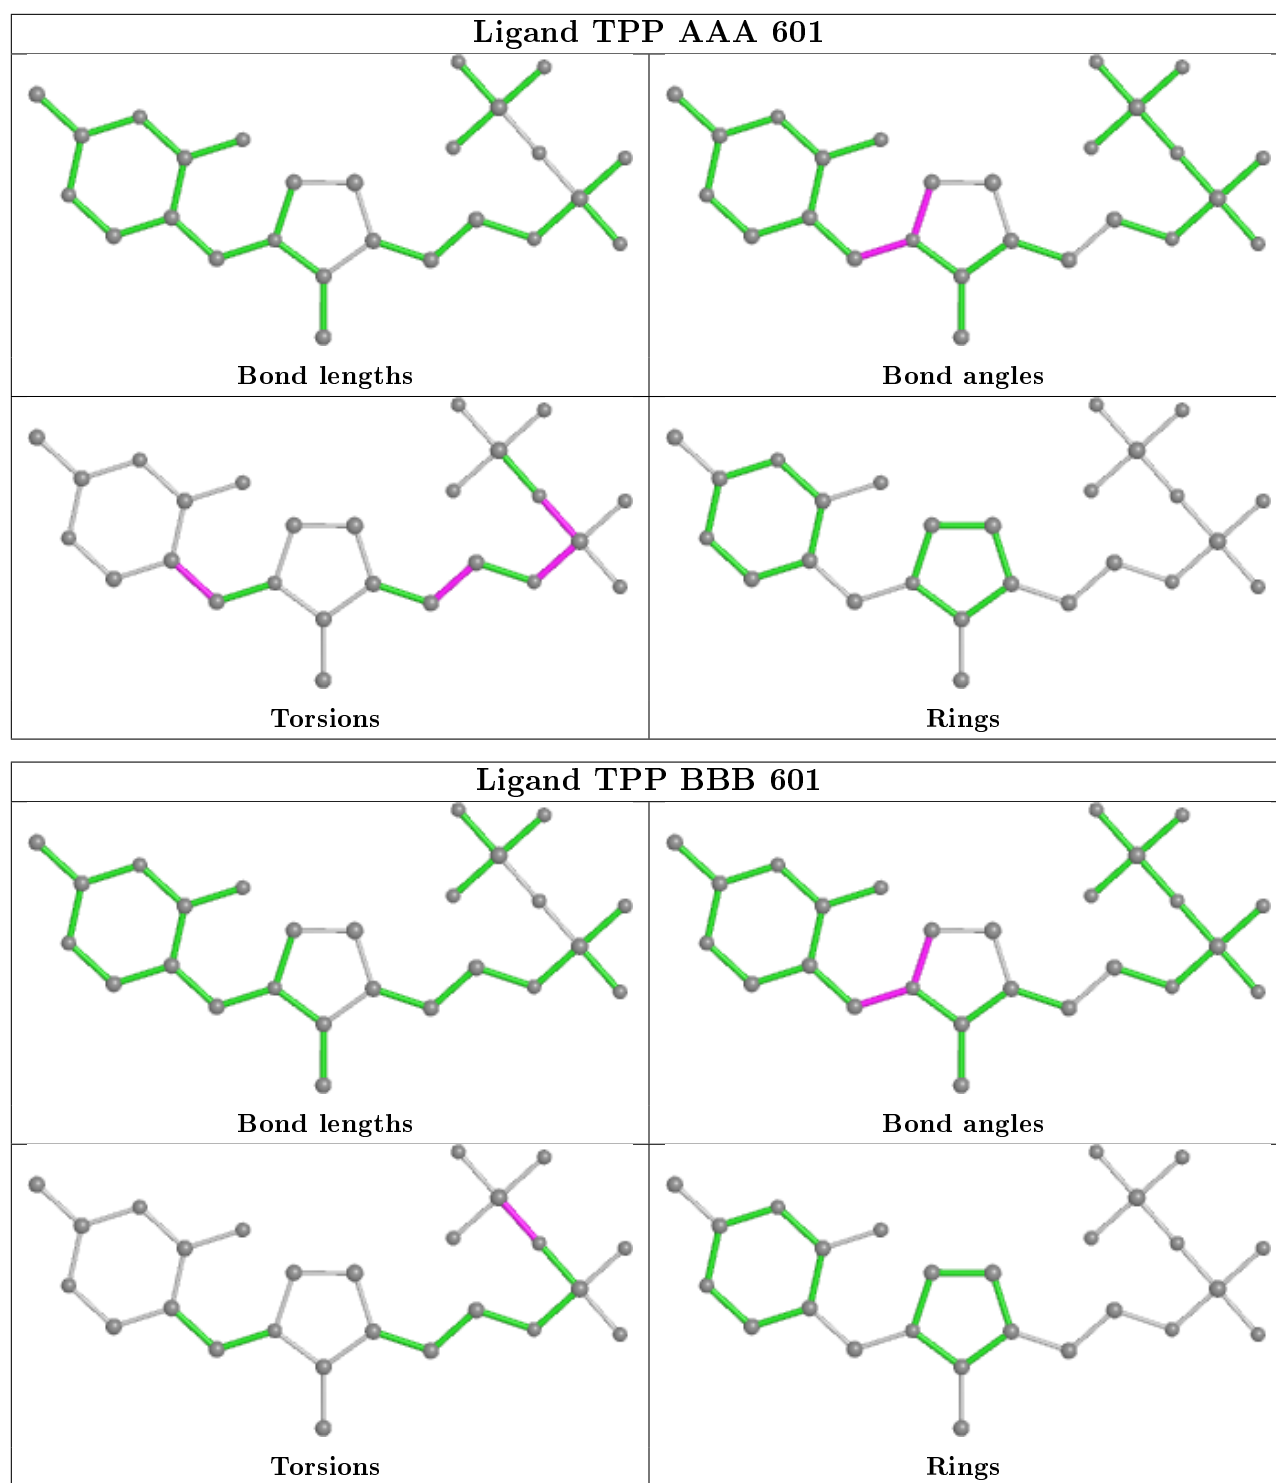 Ligand TPP AAA 601
Bond lengths
Bond angles
Torsions
Rings
Ligand TPP BBB 601
Bond lengths
Bond angles
Torsions
Rings